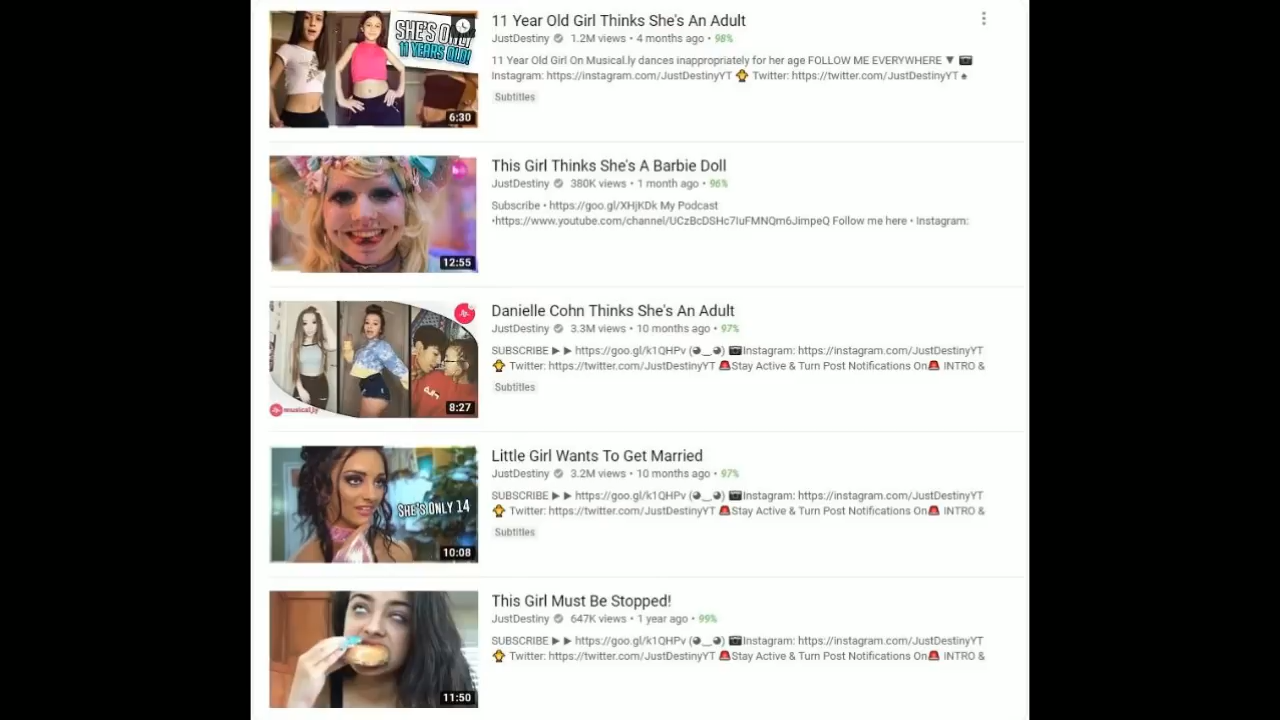 SHE'S ONLY
11 YEARS OLD!
6:30
11 Year Old Girl Thinks She's An Adult
JustDestiny 1.2M views • 4 months ago • 98%
11 Year Old Girl On Musical.ly dances inappropriately for her age FOLLOW ME EVERYWHERE ▼ 📷
Instagram: https://instagram.com/JustDestinyYT 🐥 Twitter: https://twitter.com/JustDestinyYT ♠
Subtitles
12:55
This Girl Thinks She's A Barbie Doll
JustDestiny 380K views • 1 month ago • 96%
Subscribe • https://goo.gl/XHjKDk My Podcast
•https://www.youtube.com/channel/UCzBcDSHc7IuFMNQm6JimpeQ Follow me here • Instagram:
musical.ly
8:27
Danielle Cohn Thinks She's An Adult
JustDestiny 3.3M views • 10 months ago • 97%
SUBSCRIBE ► ► https://goo.gl/k1QHPv (◕‿◕) 📷Instagram: https://instagram.com/JustDestinyYT
🐥 Twitter: https://twitter.com/JustDestinyYT 🚨Stay Active & Turn Post Notifications On🚨 INTRO &
Subtitles
SHE'S ONLY 14
10:08
Little Girl Wants To Get Married
JustDestiny 3.2M views • 10 months ago • 97%
SUBSCRIBE ► ► https://goo.gl/k1QHPv (◕‿◕) 📷Instagram: https://instagram.com/JustDestinyYT
🐥 Twitter: https://twitter.com/JustDestinyYT 🚨Stay Active & Turn Post Notifications On🚨 INTRO &
Subtitles
11:50
This Girl Must Be Stopped!
JustDestiny 647K views • 1 year ago • 99%
SUBSCRIBE ► ► https://goo.gl/k1QHPv (◕‿◕) 📷Instagram: https://instagram.com/JustDestinyYT
🐥 Twitter: https://twitter.com/JustDestinyYT 🚨Stay Active & Turn Post Notifications On🚨 INTRO &